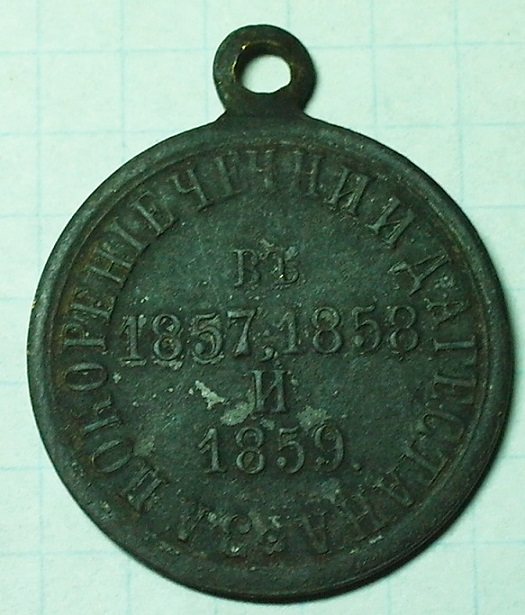 ЗА ПОКОРЕНІЕ ЧЕЧНИ И ДАГЕСТАНА
ВЪ
1857, 1858
И
1859.